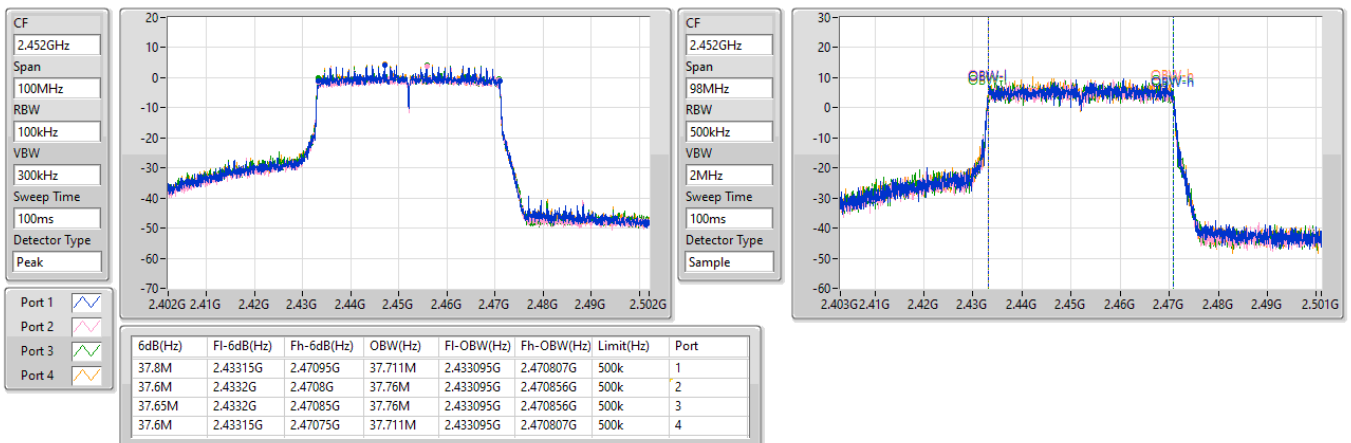 CF
2.452GHz
Span
100MHz
RBW
100kHz
VBW
300kHz
Sweep Time
100ms
Detector Type
Peak
20
10
0
-10
-20
-30
-40
-50
-60
-70
2.402G 2.41G 2.42G 2.43G 2.44G 2.45G 2.46G 2.47G 2.48G 2.49G 2.502G
CF
2.452GHz
Span
98MHz
RBW
500kHz
VBW
2MHz
Sweep Time
100ms
Detector Type
Sample
30
20
10
0
-10
-20
-30
-40
-50
-60
OBW-l OBW-h
OBW-h
2.403G 2.41G 2.42G 2.43G 2.44G 2.45G 2.46G 2.47G 2.48G 2.49G 2.501G
Port 1
Port 2
Port 3
Port 4
6dB(Hz) Fl-6dB(Hz) Fh-6dB(Hz) OBW(Hz) Fl-OBW(Hz) Fh-OBW(Hz) Limit(Hz) Port
37.8M 2.43315G 2.47095G 37.711M 2.433095G 2.470807G 500k 1
37.6M 2.4332G 2.4708G 37.76M 2.433095G 2.470856G 500k 2
37.65M 2.4332G 2.47085G 37.76M 2.433095G 2.470856G 500k 3
37.6M 2.43315G 2.47075G 37.711M 2.433095G 2.470807G 500k 4